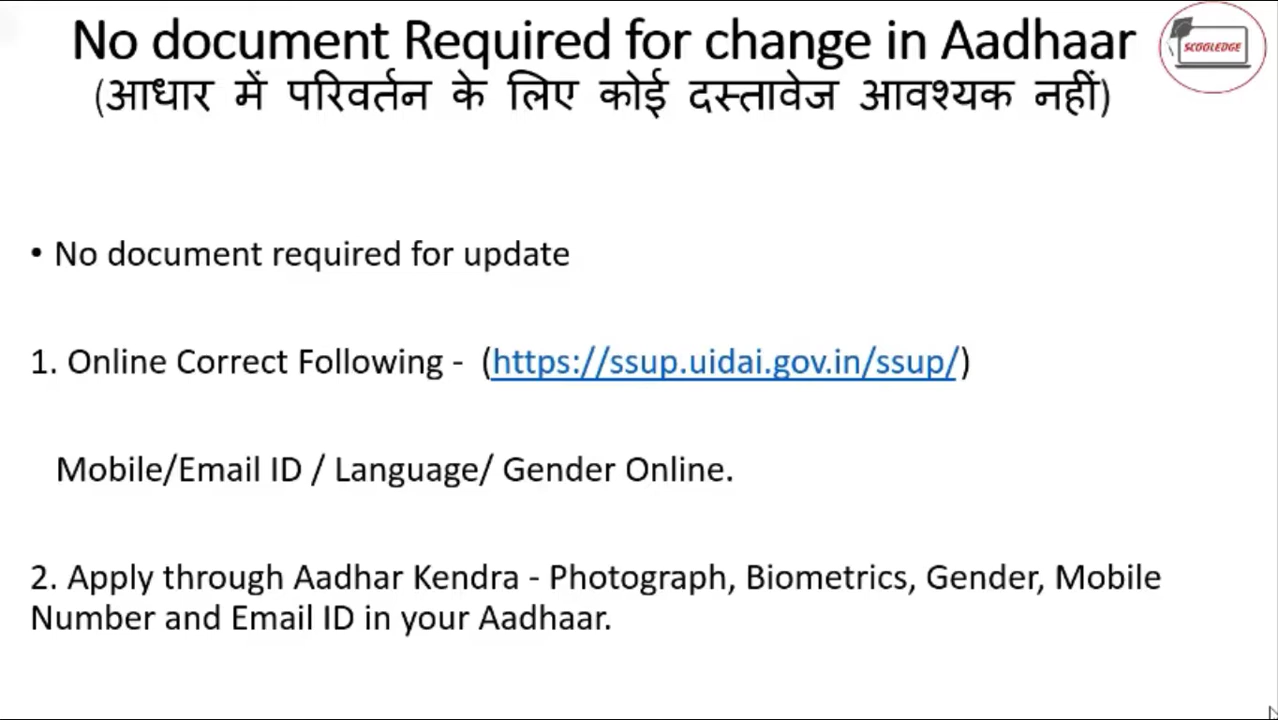 No document Required for change in Aadhaar
SCOOLEDGE
(आधार में परिवर्तन के लिए कोई दस्तावेज आवश्यक नहीं)
• No document required for update
1. Online Correct Following - (https://ssup.uidai.gov.in/ssup/)
Mobile/Email ID / Language/ Gender Online.
2. Apply through Aadhar Kendra - Photograph, Biometrics, Gender, Mobile
Number and Email ID in your Aadhaar.